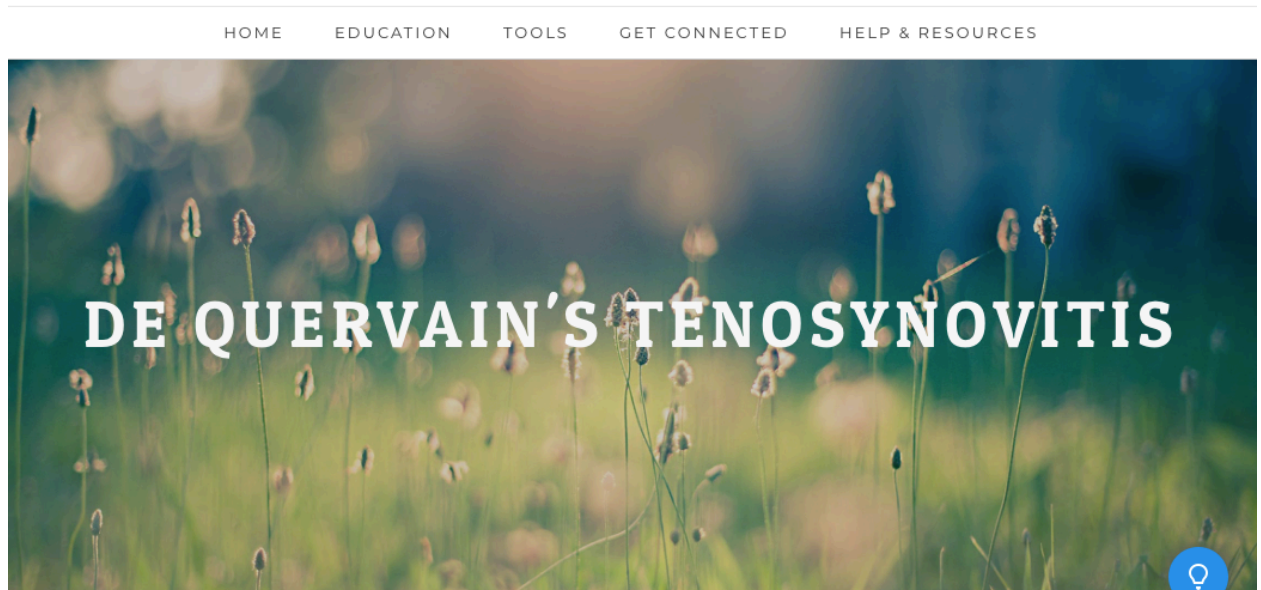 HOME EDUCATION TOOLS GET CONNECTED HELP & RESOURCES
DE QUERVAIN'S TENOSYNOVITIS